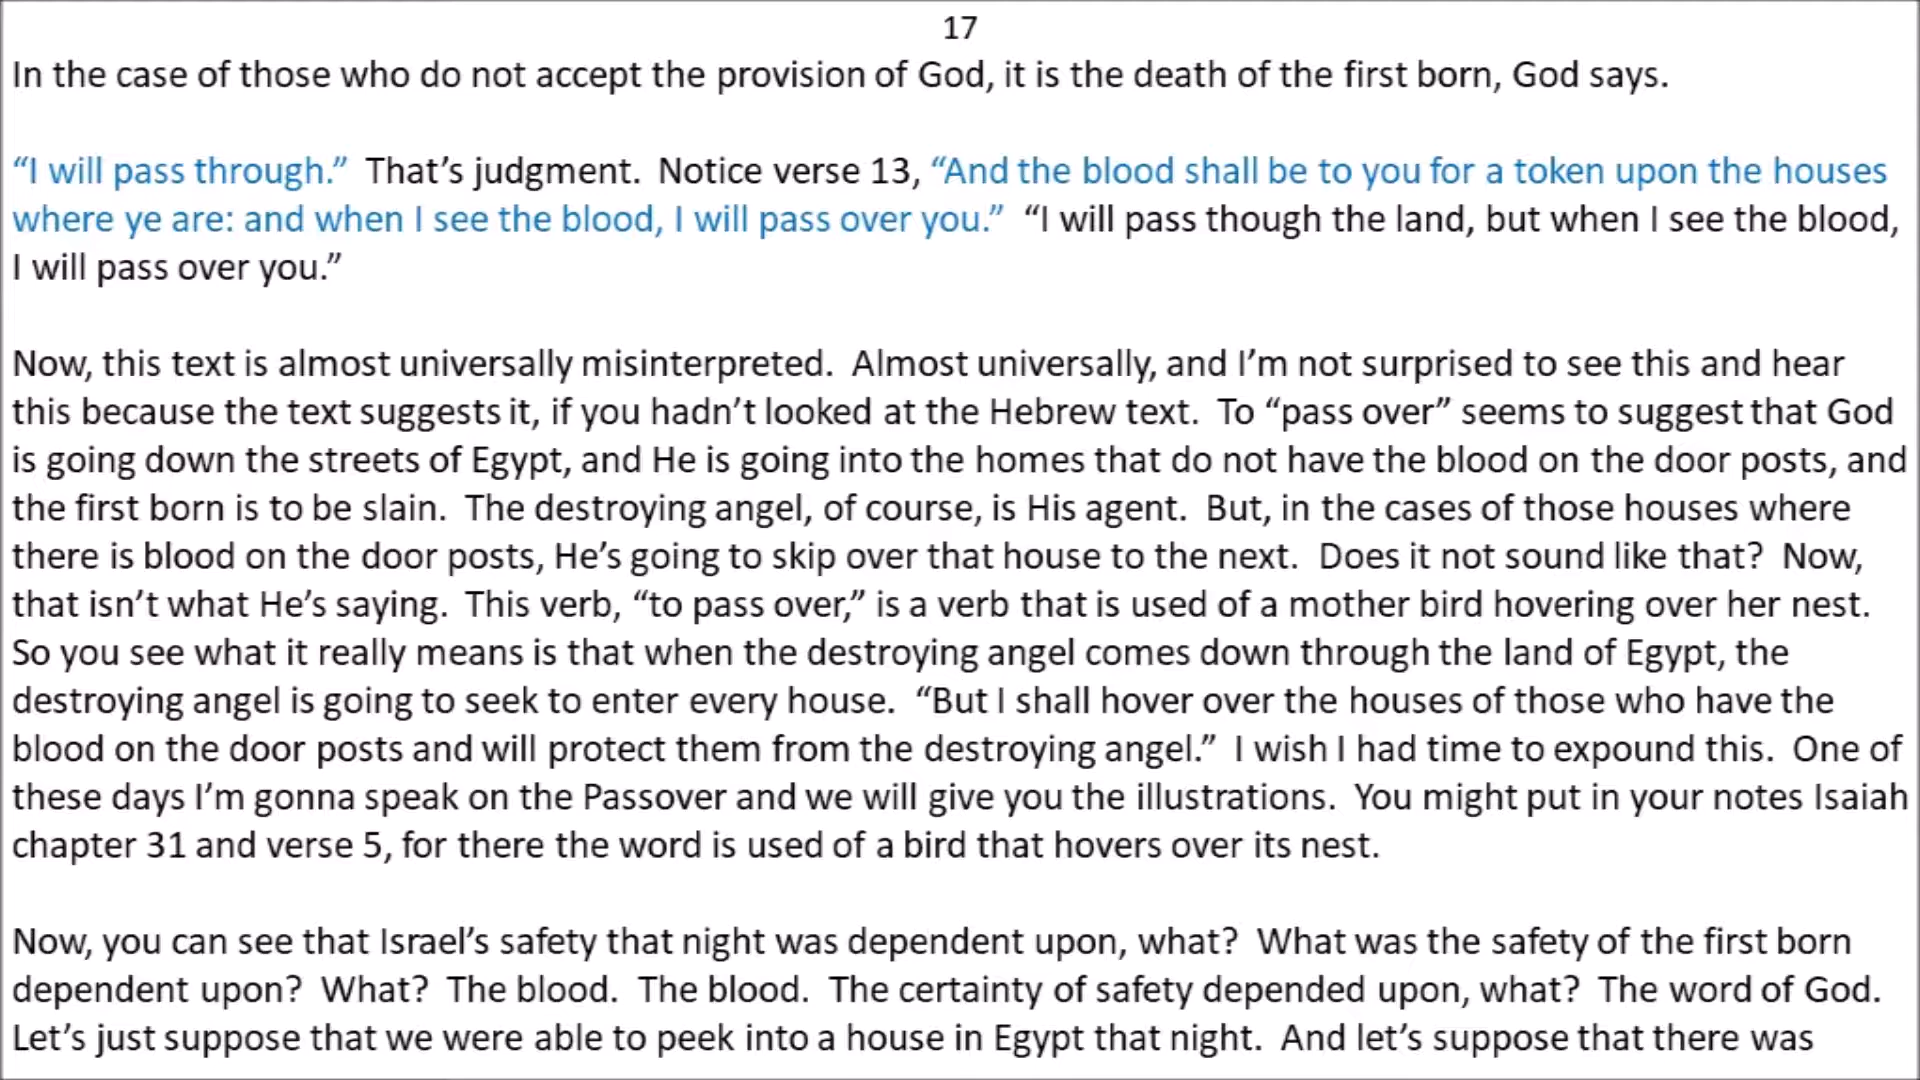 17
In the case of those who do not accept the provision of God, it is the death of the first born, God says.
“I will pass through.”  That’s judgment.  Notice verse 13, “And the blood shall be to you for a token upon the houses
where ye are: and when I see the blood, I will pass over you.”  “I will pass though the land, but when I see the blood,
I will pass over you.”
Now, this text is almost universally misinterpreted.  Almost universally, and I’m not surprised to see this and hear
this because the text suggests it, if you hadn’t looked at the Hebrew text.  To “pass over” seems to suggest that God
is going down the streets of Egypt, and He is going into the homes that do not have the blood on the door posts, and
the first born is to be slain.  The destroying angel, of course, is His agent.  But, in the cases of those houses where
there is blood on the door posts, He’s going to skip over that house to the next.  Does it not sound like that?  Now,
that isn’t what He’s saying.  This verb, “to pass over,” is a verb that is used of a mother bird hovering over her nest.
So you see what it really means is that when the destroying angel comes down through the land of Egypt, the
destroying angel is going to seek to enter every house.  “But I shall hover over the houses of those who have the
blood on the door posts and will protect them from the destroying angel.”  I wish I had time to expound this.  One of
these days I’m gonna speak on the Passover and we will give you the illustrations.  You might put in your notes Isaiah
chapter 31 and verse 5, for there the word is used of a bird that hovers over its nest.
Now, you can see that Israel’s safety that night was dependent upon, what?  What was the safety of the first born
dependent upon?  What?  The blood.  The blood.  The certainty of safety depended upon, what?  The word of God.
Let’s just suppose that we were able to peek into a house in Egypt that night.  And let’s suppose that there was